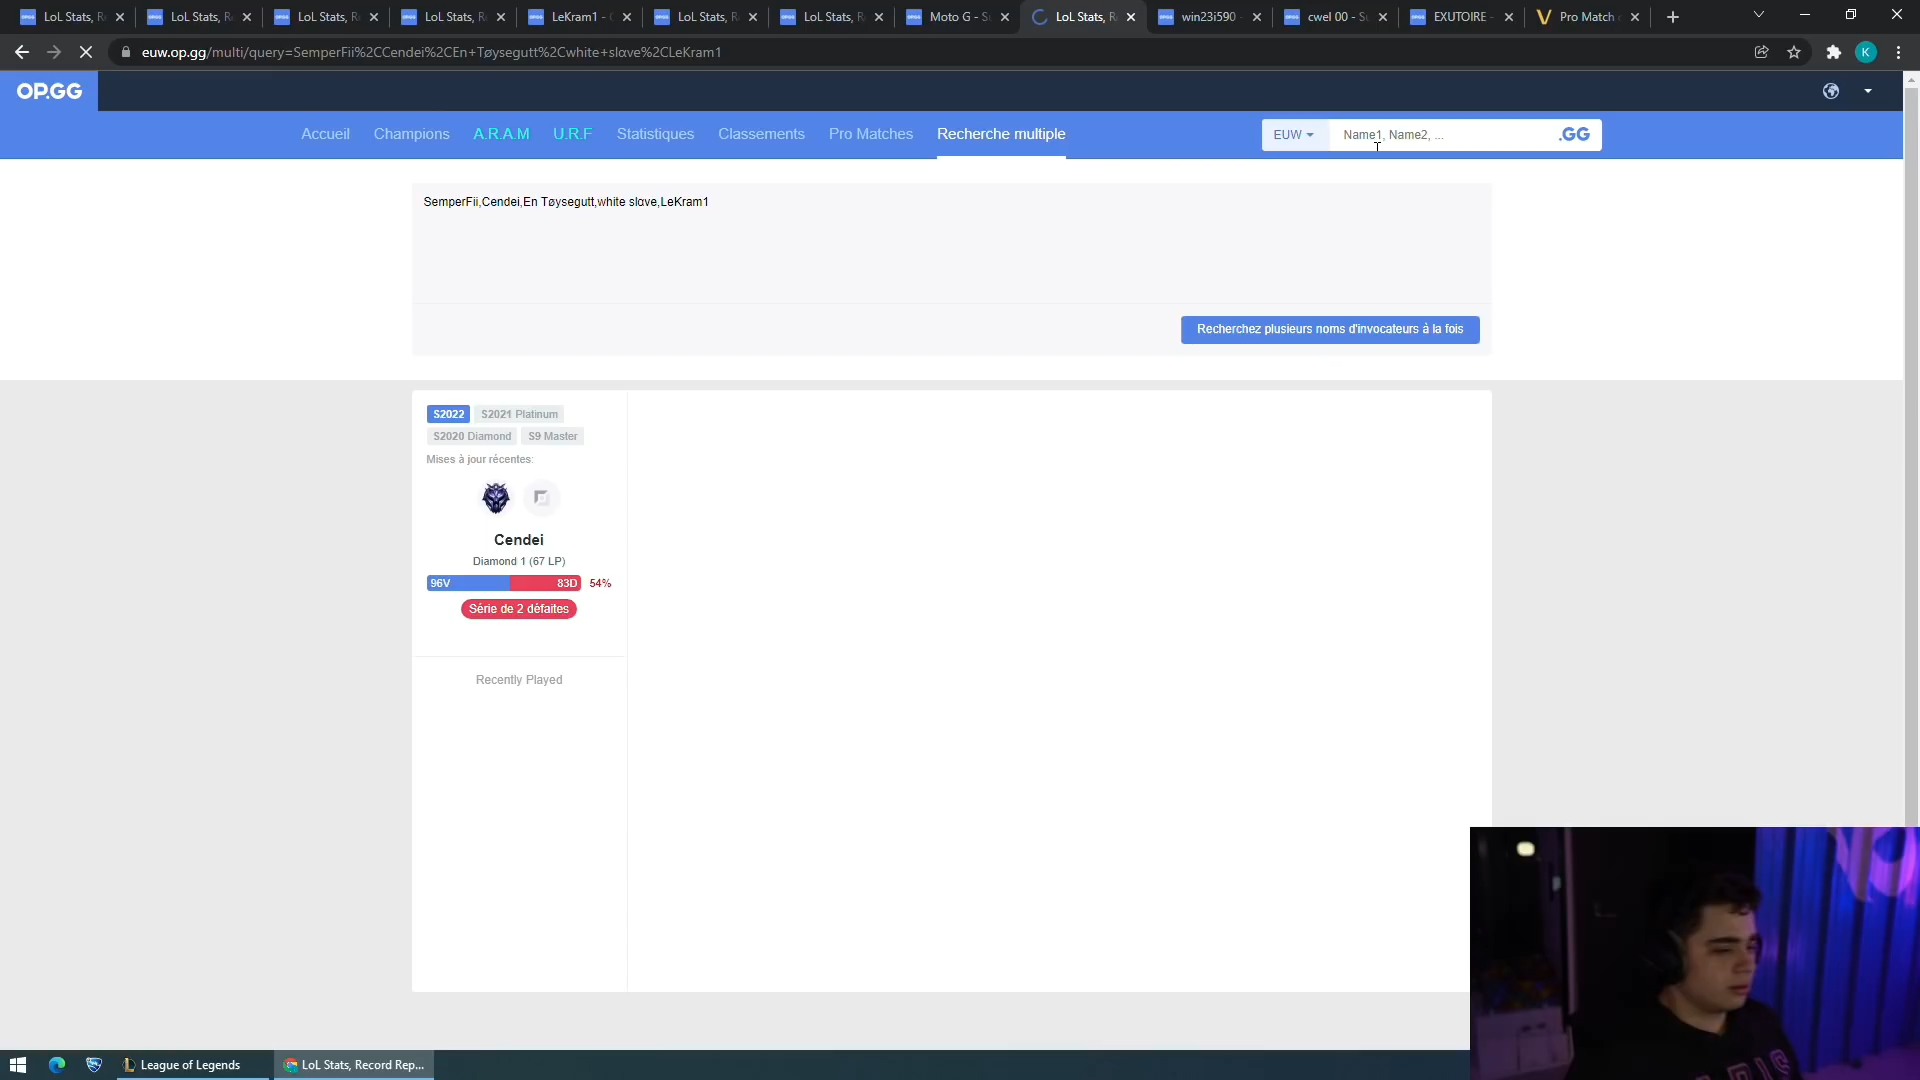 LoL Stats, R
LoL Stats, R
LoL Stats, R
LoL Stats, R
LeKram1 -
LoL Stats, R
LoL Stats, R
Moto G - S
LoL Stats, R
win23i590
cwel 00 - S
EXUTOIRE -
Pro Match
euw.op.gg/multi/query=SemperFii%2CCendei%2CEn+Tøysegutt%2Cwhite+slαve%2CLeKram1
K
OP.GG
Accueil Champions A.R.A.M U.R.F Statistiques Classements Pro Matches Recherche multiple
EUW Name1, Name2, ... .GG
SemperFii,Cendei,En Tøysegutt,white slαve,LeKram1
Recherchez plusieurs noms d'invocateurs à la fois
S2022 S2021 Platinum
S2020 Diamond S9 Master
Mises à jour récentes:
Cendei
Diamond 1 (67 LP)
96V 83D 54%
Série de 2 défaites
Recently Played
League of Legends
LoL Stats, Record Rep...